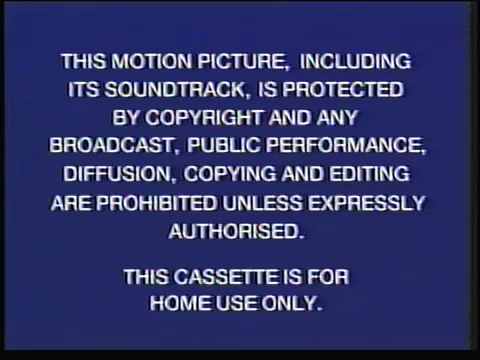 THIS MOTION PICTURE, INCLUDING
ITS SOUNDTRACK, IS PROTECTED
BY COPYRIGHT AND ANY
BROADCAST, PUBLIC PERFORMANCE,
DIFFUSION, COPYING AND EDITING
ARE PROHIBITED UNLESS EXPRESSLY
AUTHORISED.
THIS CASSETTE IS FOR
HOME USE ONLY.